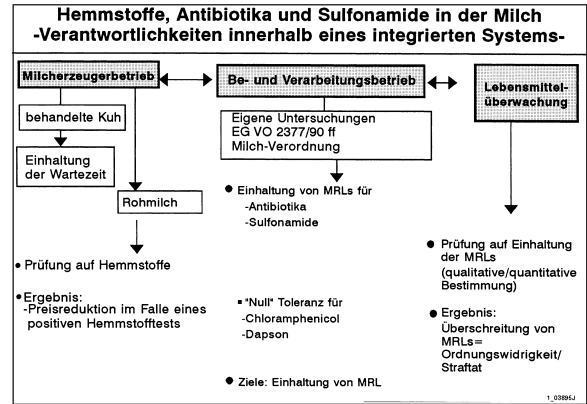 Hemmstoffe, Antibiotika und Sulfonamide in der Milch
-Verantwortlichkeiten innerhalb eines integrierten Systems-
Milcherzeugerbetrieb
behandelte Kuh
Einhaltung
der Wartezeit
Rohmilch
• Prüfung auf Hemmstoffe
• Ergebnis:
-Preisreduktion im Falle eines
positiven Hemmstofftests
Be- und Verarbeitungsbetrieb
Eigene Untersuchungen
EG VO 2377/90 ff
Milch-Verordnung
• Einhaltung von MRLs für
-Antibiotika
-Sulfonamide
▪ "Null" Toleranz für
-Chloramphenicol
-Dapson
• Ziele: Einhaltung von MRL
Lebensmittel-
überwachung
• Prüfung auf Einhaltung
der MRLs
(qualitative/quantitative
Bestimmung)
• Ergebnis:
Überschreitung von
MRLs=
Ordnungswidrigkeit/
Straftat
1_03895J